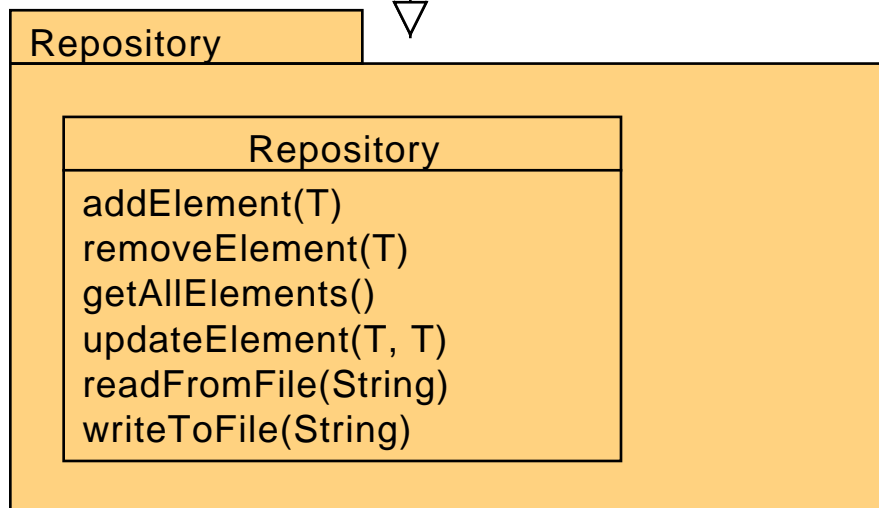 Repository
Repository
addElement(T)
removeElement(T)
getAllElements()
updateElement(T, T)
readFromFile(String)
writeToFile(String)